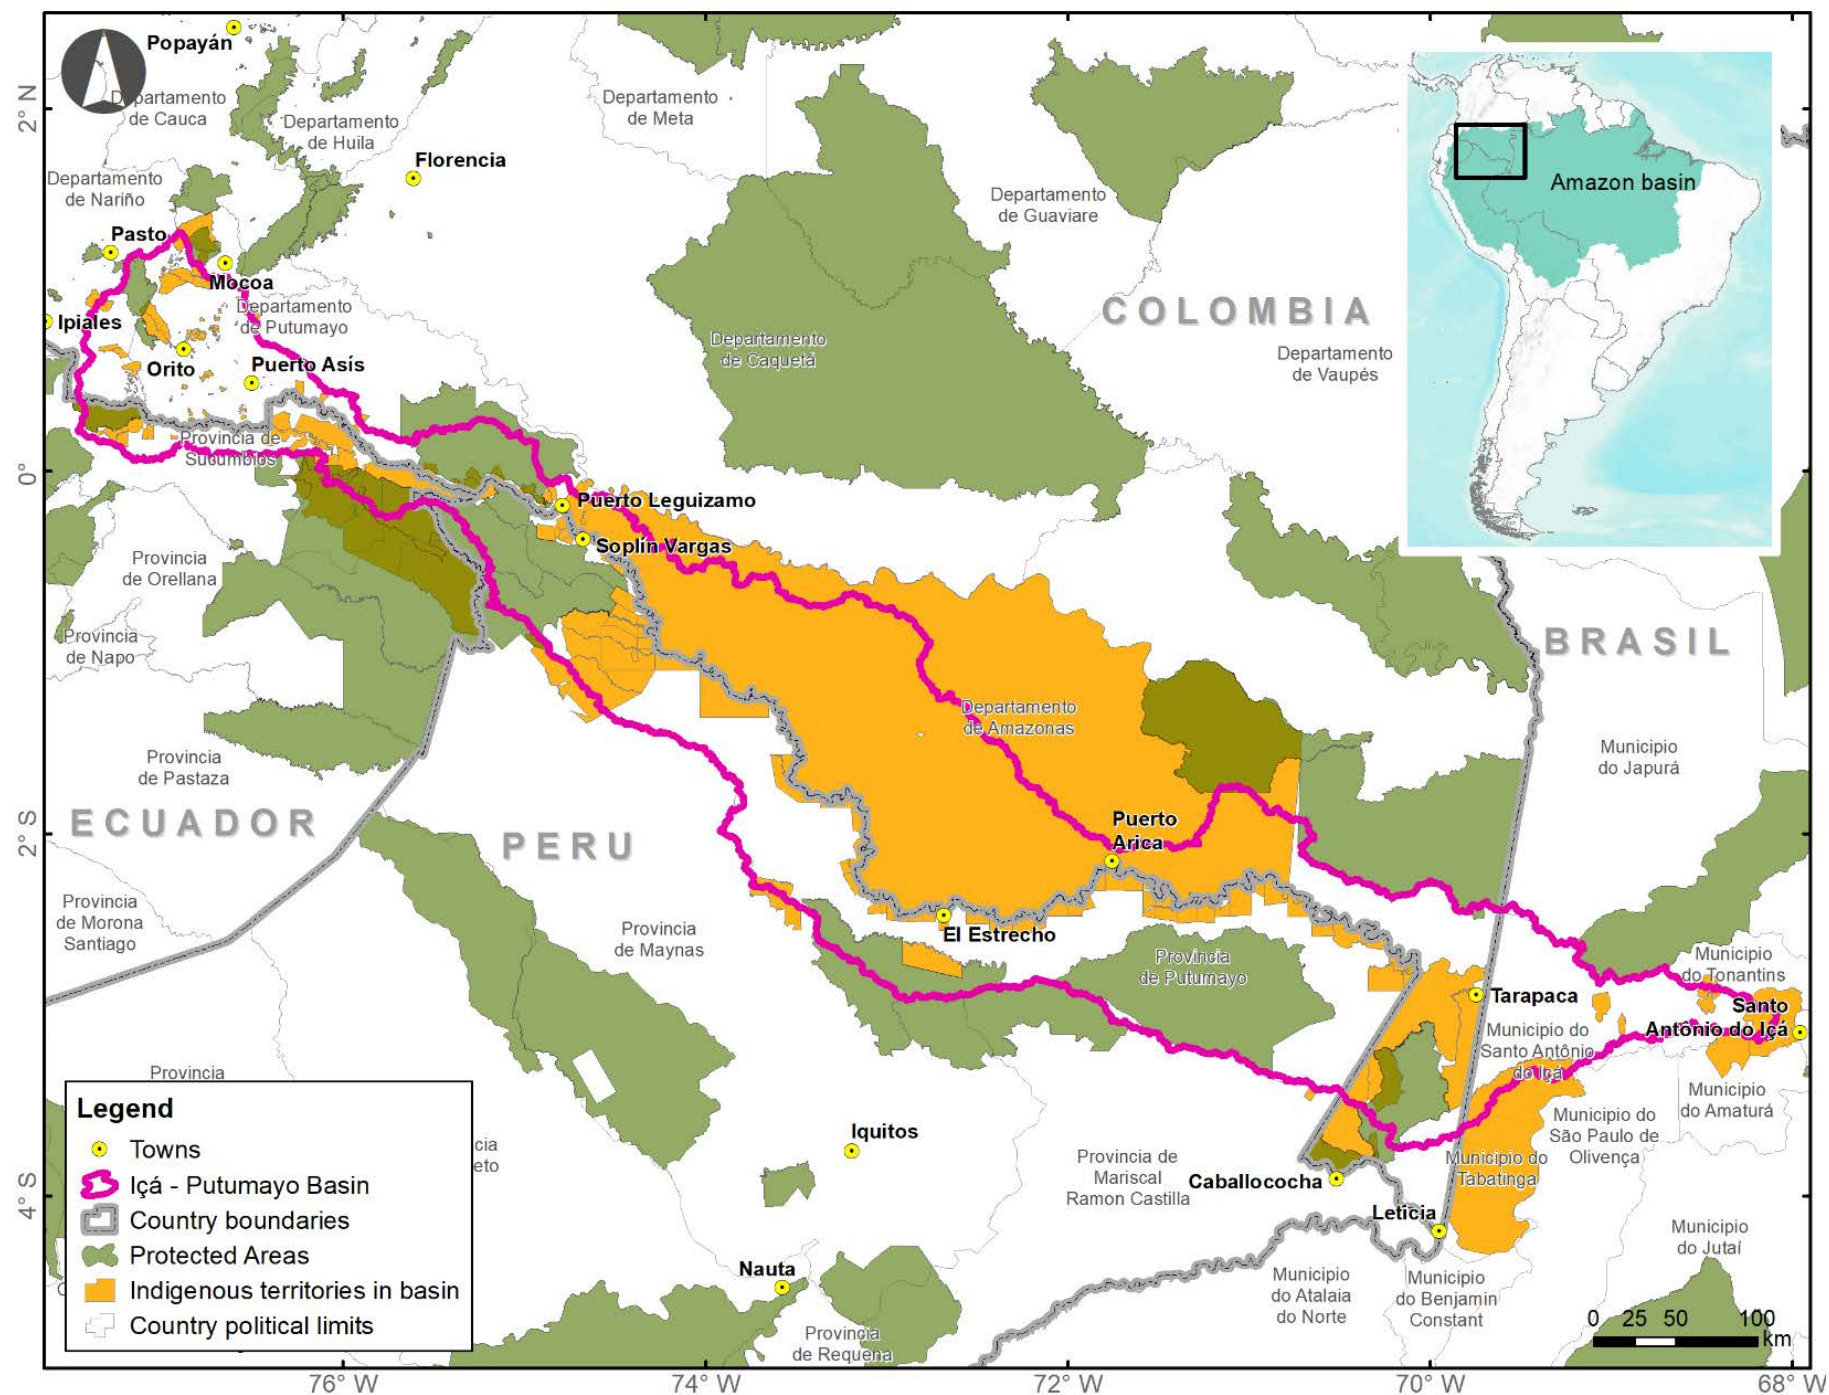 Popayán
2° N
Departamento
de Cauca
Departamento
de Huila
Departamento
de Meta
Florencia
Departamento
de Nariño
Departamento
de Guaviare
Amazon basin
Pasto
Mocoa
Departamento
de Putumayo
COLOMBIA
Ipiales
Departamento
de Caquetá
Departamento
de Vaupés
Orito
Puerto Asís
Provincia de
Sucumbíos
0°
Puerto Leguizamo
Soplín Vargas
Provincia
de Orellana
Provincia
de Napo
BRASIL
Departamento
de Amazonas
Provincia
de Pastaza
Municipio
do Japurá
ECUADOR
PERU
2° S
Puerto
Arica
Provincia
de Morona
Santiago
Provincia
de Maynas
El Estrecho
Provincia
de Putumayo
Municipio
do Tonantins
Tarapaca
Santo
Antônio do Içá
Municipio do
Santo Antônio
do Içá
Provincia
Municipio
do Amaturá
Municipio do
São Paulo de
Olivença
Iquitos
cia
eto
Provincia de
Mariscal
Ramon Castilla
Caballococha
Municipio do
Tabatinga
4° S
Leticia
Municipio
do Jutaí
Nauta
Municipio
do Atalaia
do Norte
Municipio
do Benjamin
Constant
Provincia
de Requena
Legend
Towns
Içá - Putumayo Basin
Country boundaries
Protected Areas
Indigenous territories in basin
Country political limits
0 25 50 100
km
76° W 74° W 72° W 70° W 68° W